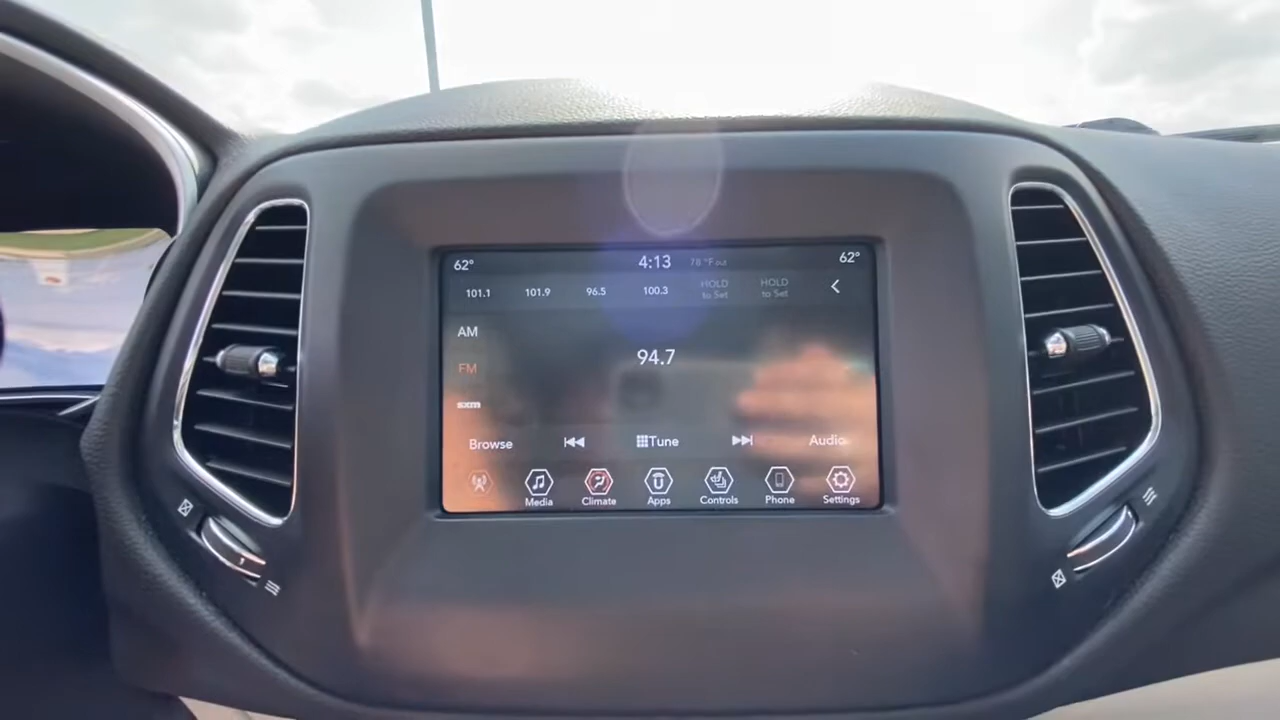 62° 4:13 78 °F out 62°
101.1 101.9 96.5 100.3 HOLD to Set HOLD to Set
AM
94.7
FM
sxm
Browse Tune Audio
Media Climate Apps Controls Phone Settings